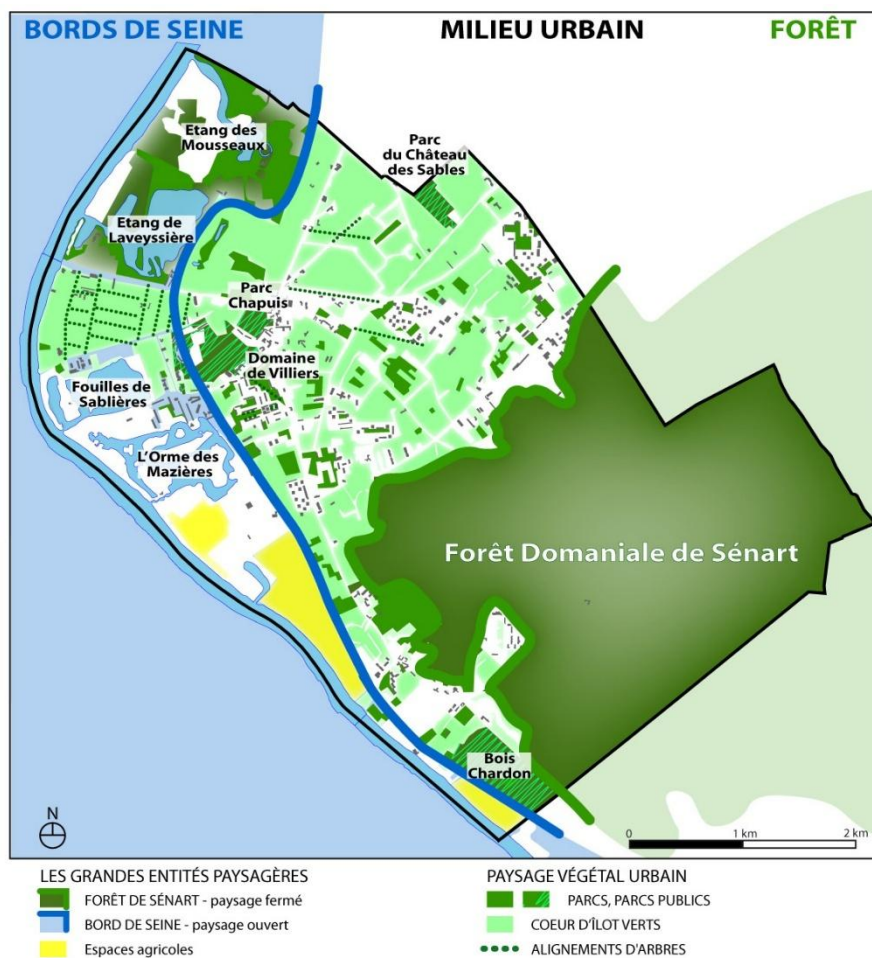 BORDS DE SEINE
MILIEU URBAIN
FORÊT
Etang des
Mousseaux
Parc
du Château
des Sables
Etang de
Laveyssière
Parc
Chapuis
Domaine
de Villiers
Fouilles de
Sablières
L'Orme des
Mazières
Forêt Domaniale de Sénart
Bois
Chardon
N
0
1 km
2 km
LES GRANDES ENTITÉS PAYSAGÈRES
FORÊT DE SÉNART - paysage fermé
BORD DE SEINE - paysage ouvert
Espaces agricoles
PAYSAGE VÉGÉTAL URBAIN
PARCS, PARCS PUBLICS
COEUR D'ÎLOT VERTS
ALIGNEMENTS D'ARBRES